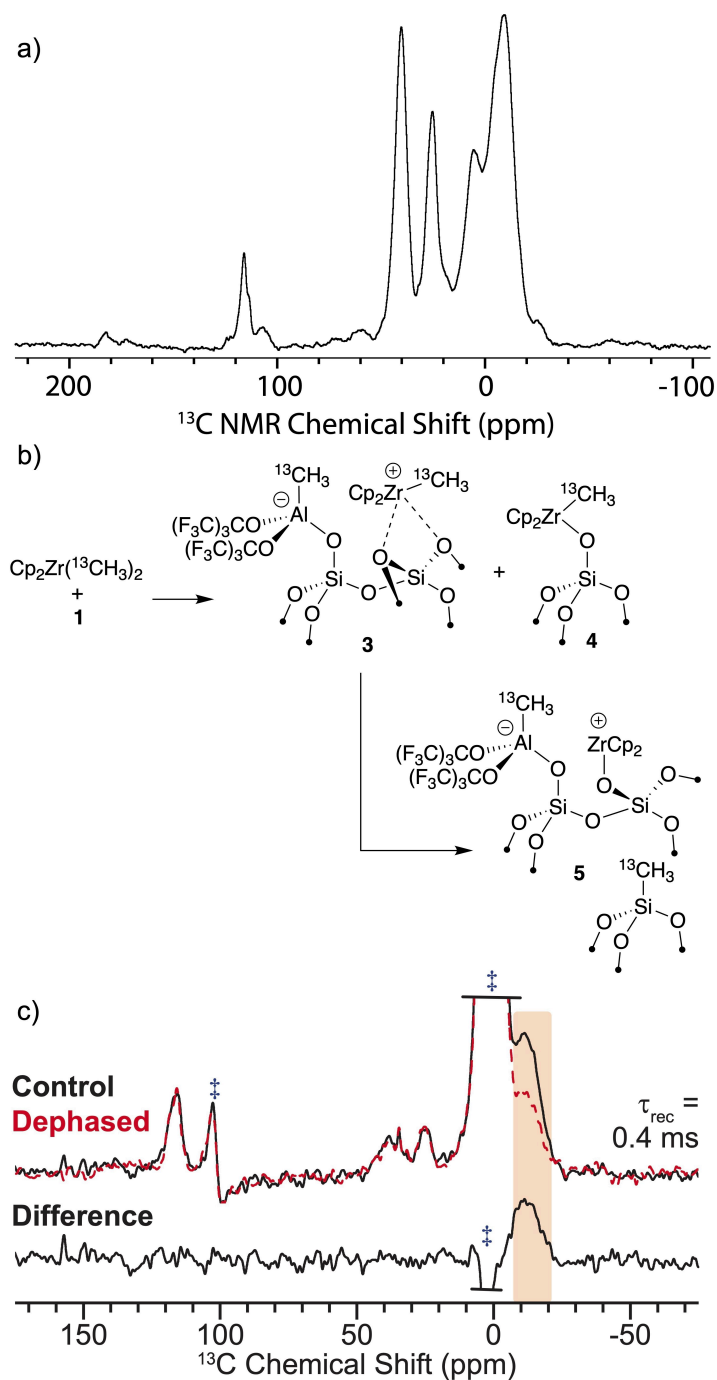 a)
200 100 0 -100
¹³C NMR Chemical Shift (ppm)
b)
Cp₂Zr(¹³CH₃)₂
+
1
¹³CH₃
⊖
Al
(F₃C)₃CO
(F₃C)₃CO
O
Si
O
O
O
⊕
Cp₂Zr
¹³CH₃
O
O
Si
O
3
+
¹³CH₃
Cp₂Zr
O
Si
O
O
O
4
¹³CH₃
⊖
Al
(F₃C)₃CO
(F₃C)₃CO
O
Si
O
O
O
⊕
ZrCp₂
O
O
Si
O
5
¹³CH₃
Si
O
O
O
c)
‡
Control
‡
Dephased
τrec =
0.4 ms
Difference
‡
150 100 50 0 -50
¹³C Chemical Shift (ppm)